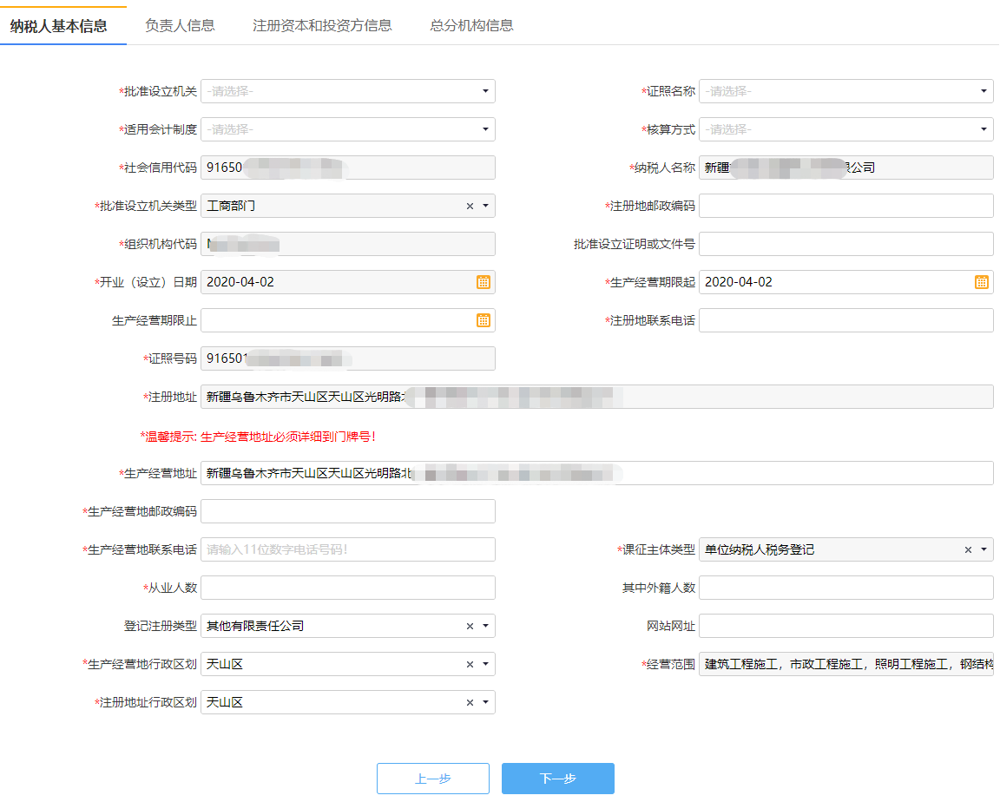 纳税人基本信息 负责人信息 注册资本和投资方信息 总分机构信息
*批准设立机关 -请选择- *证照名称 -请选择-
*适用会计制度 -请选择- *核算方式 -请选择-
*社会信用代码 91650 *纳税人名称 新疆 限公司
*批准设立机关类型 工商部门 × *注册地邮政编码
*组织机构代码 批准设立证明或文件号
*开业（设立）日期 2020-04-02 *生产经营期限起 2020-04-02
生产经营期限止 *注册地联系电话
*证照号码 91650
*注册地址 新疆乌鲁木齐市天山区天山区光明路
*温馨提示: 生产经营地址必须详细到门牌号!
*生产经营地址 新疆乌鲁木齐市天山区天山区光明路北
*生产经营地邮政编码
*生产经营地联系电话 请输入11位数字电话号码! *课征主体类型 单位纳税人税务登记 ×
*从业人数 其中外籍人数
登记注册类型 其他有限责任公司 × 网站网址
*生产经营地行政区划 天山区 × *经营范围 建筑工程施工，市政工程施工，照明工程施工，钢结构
*注册地址行政区划 天山区 ×
上一步 下一步